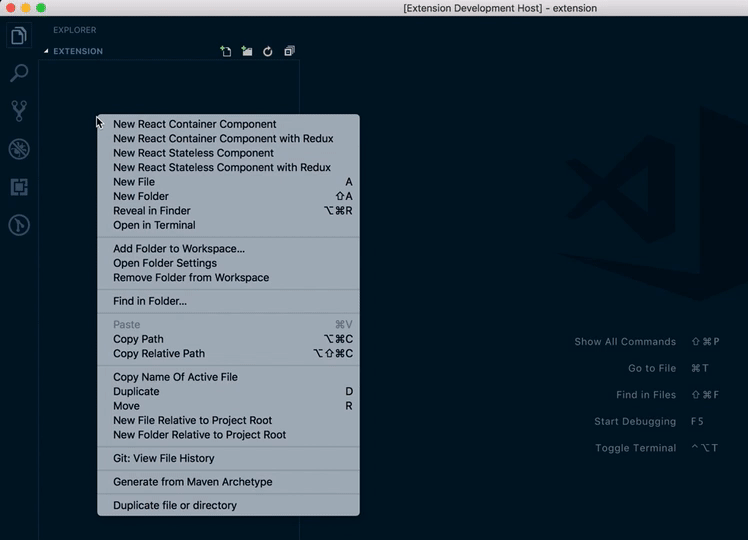 [Extension Development Host] - extension
EXPLORER
EXTENSION
New React Container Component
New React Container Component with Redux
New React Stateless Component
New React Stateless Component with Redux
New File A
New Folder ⇧A
Reveal in Finder ⌥⌘R
Open in Terminal
Add Folder to Workspace...
Open Folder Settings
Remove Folder from Workspace
Find in Folder...
Paste ⌘V
Copy Path ⌥⌘C
Copy Relative Path ⌥⇧⌘C
Copy Name Of Active File
Duplicate D
Move R
New File Relative to Project Root
New Folder Relative to Project Root
Git: View File History
Generate from Maven Archetype
Duplicate file or directory
Show All Commands ⇧⌘P
Go to File ⌘T
Find in Files ⇧⌘F
Start Debugging F5
Toggle Terminal ^⌥T